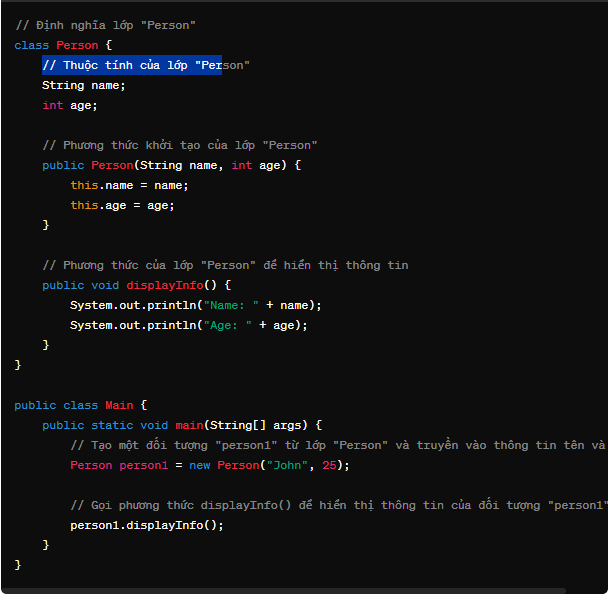 // Định nghĩa lớp "Person"
class Person {
    // Thuộc tính của lớp "Person"
    String name;
    int age;

    // Phương thức khởi tạo của lớp "Person"
    public Person(String name, int age) {
        this.name = name;
        this.age = age;
    }

    // Phương thức của lớp "Person" để hiển thị thông tin
    public void displayInfo() {
        System.out.println("Name: " + name);
        System.out.println("Age: " + age);
    }
}

public class Main {
    public static void main(String[] args) {
        // Tạo một đối tượng "person1" từ lớp "Person" và truyền vào thông tin tên và
        Person person1 = new Person("John", 25);

        // Gọi phương thức displayInfo() để hiển thị thông tin của đối tượng "person1"
        person1.displayInfo();
    }
}